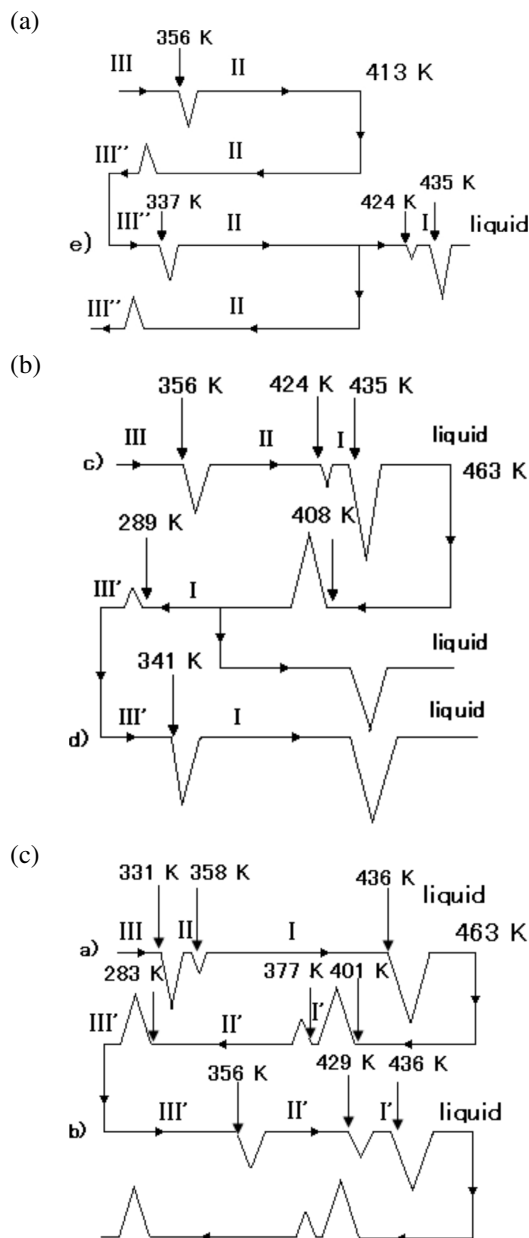 (a)
356 K
III II 413 K
III'' II
337 K 424 K 435 K
e) III'' II I liquid
III'' II
(b)
356 K 424 K 435 K
c) III II I liquid
463 K
289 K 408 K
III' I
liquid
341 K
d) III' I liquid
(c)
331 K 358 K 436 K
a) III II I liquid 463 K
283 K 377 K 401 K
III' II' I'
356 K 429 K 436 K
b) III' II' I' liquid